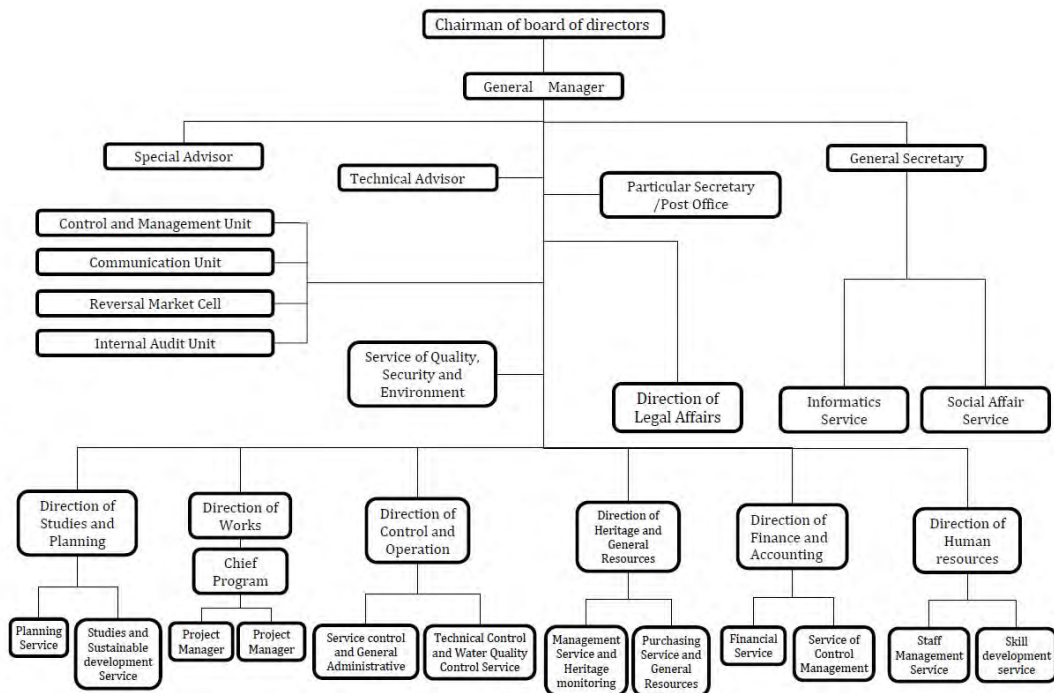 Chairman of board of directors
General Manager
Special Advisor
General Secretary
Technical Advisor
Particular Secretary
/Post Office
Control and Management Unit
Communication Unit
Reversal Market Cell
Internal Audit Unit
Service of Quality,
Security and
Environment
Direction of
Legal Affairs
Informatics
Service
Social Affair
Service
Direction of
Studies and
Planning
Direction of
Works
Chief
Program
Direction of
Control and
Operation
Direction of
Heritage and
General
Resources
Direction of
Finance and
Accounting
Direction of
Human
resources
Planning
Service
Studies and
Sustainable
development
Service
Project
Manager
Project
Manager
Service control
and General
Administrative
Technical Control
and Water Quality
Control Service
Management
Service and
Heritage
monitoring
Purchasing
Service and
General
Resources
Financial
Service
Service of
Control
Management
Staff
Management
Service
Skill
development
service